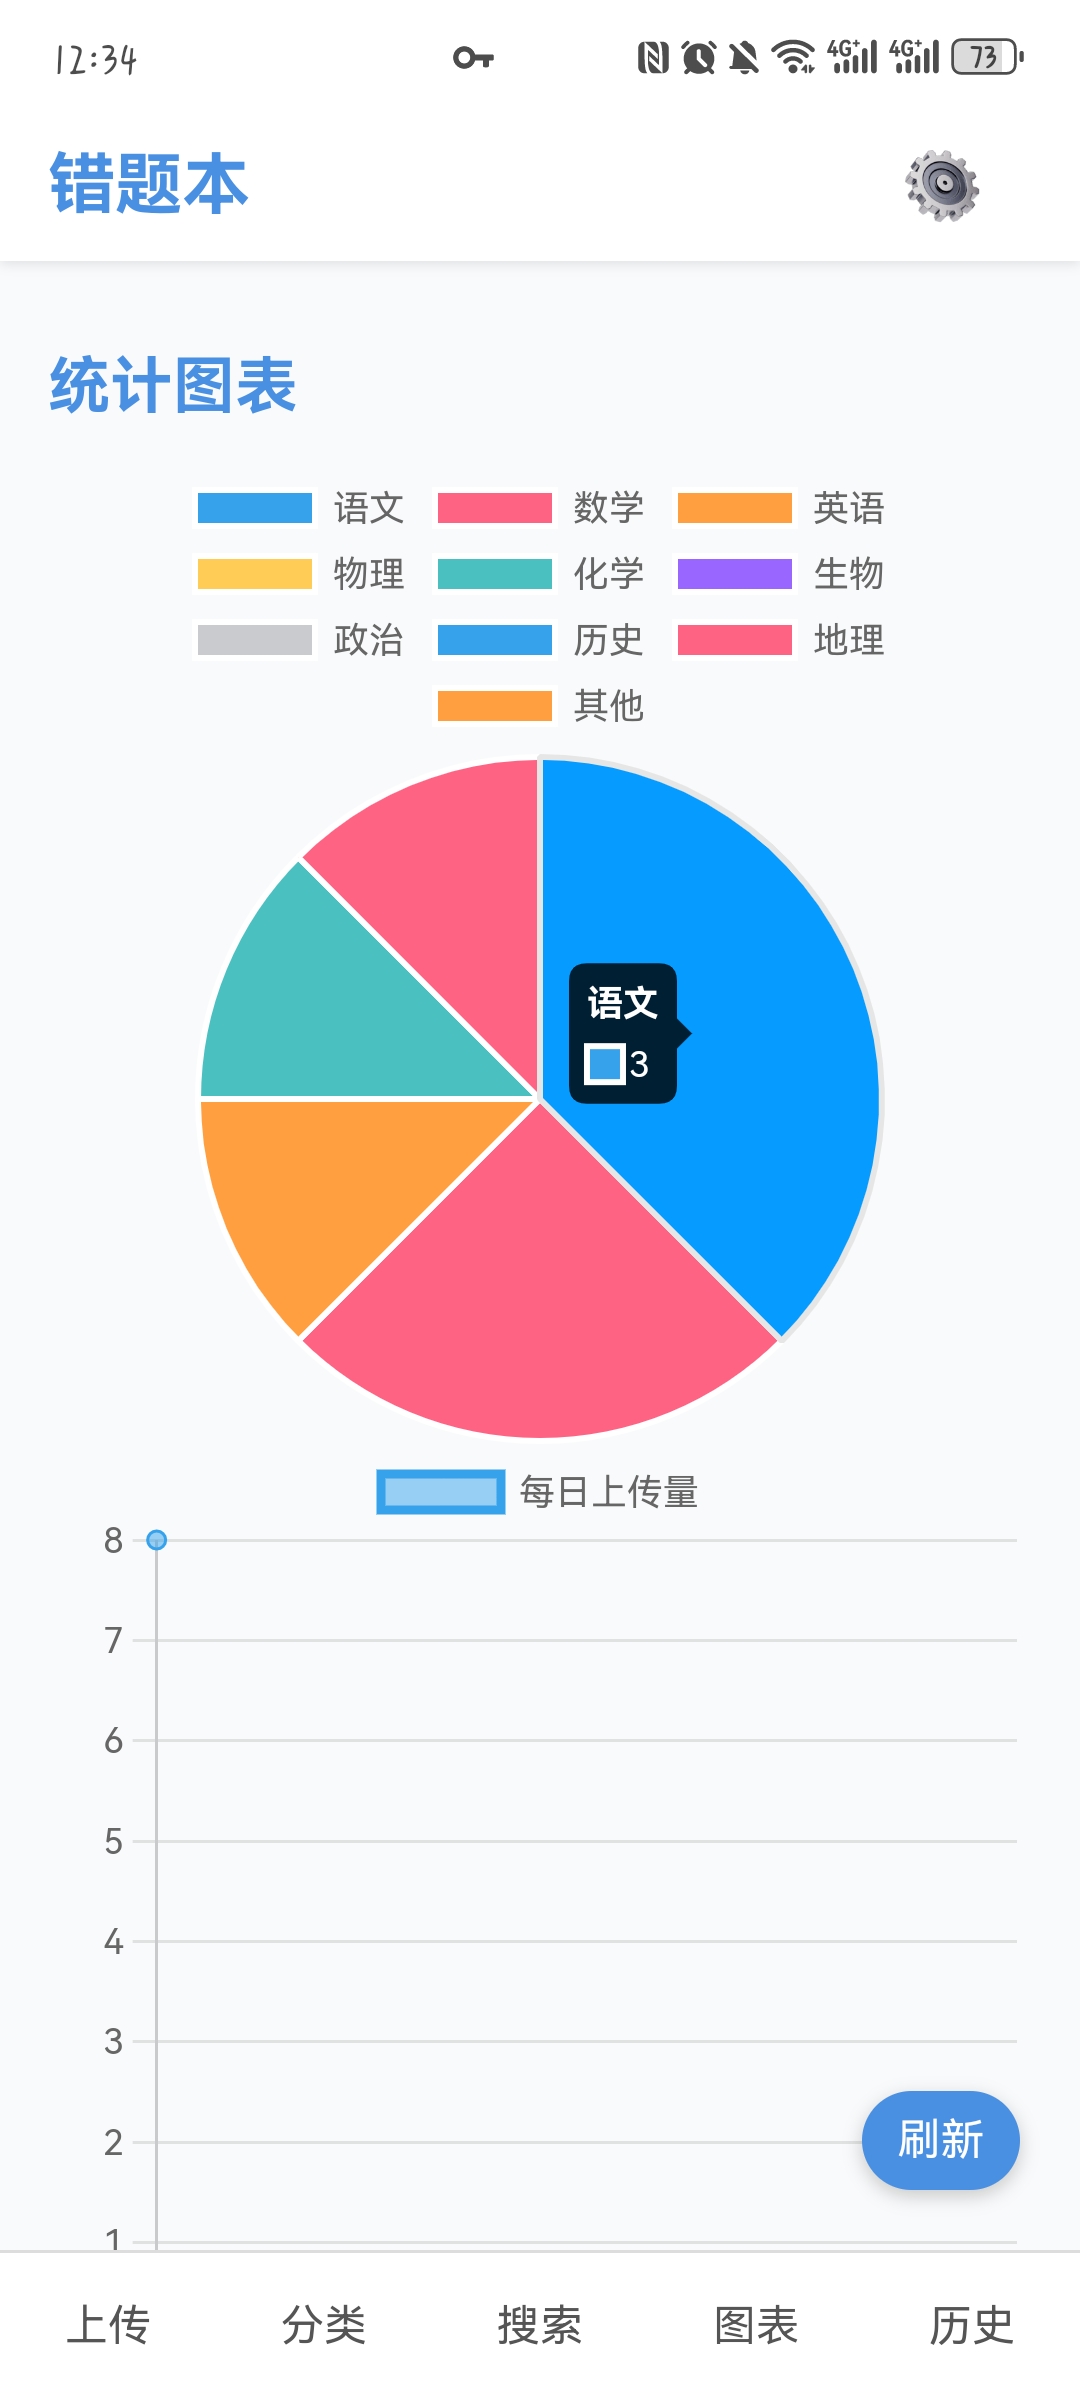 12:34 4G+ 4G+ 73
错题本
统计图表
语文 数学 英语
物理 化学 生物
政治 历史 地理
其他
语文
3
每日上传量
8
7
6
5
4
3
2
刷新
1
上传 分类 搜索 图表 历史